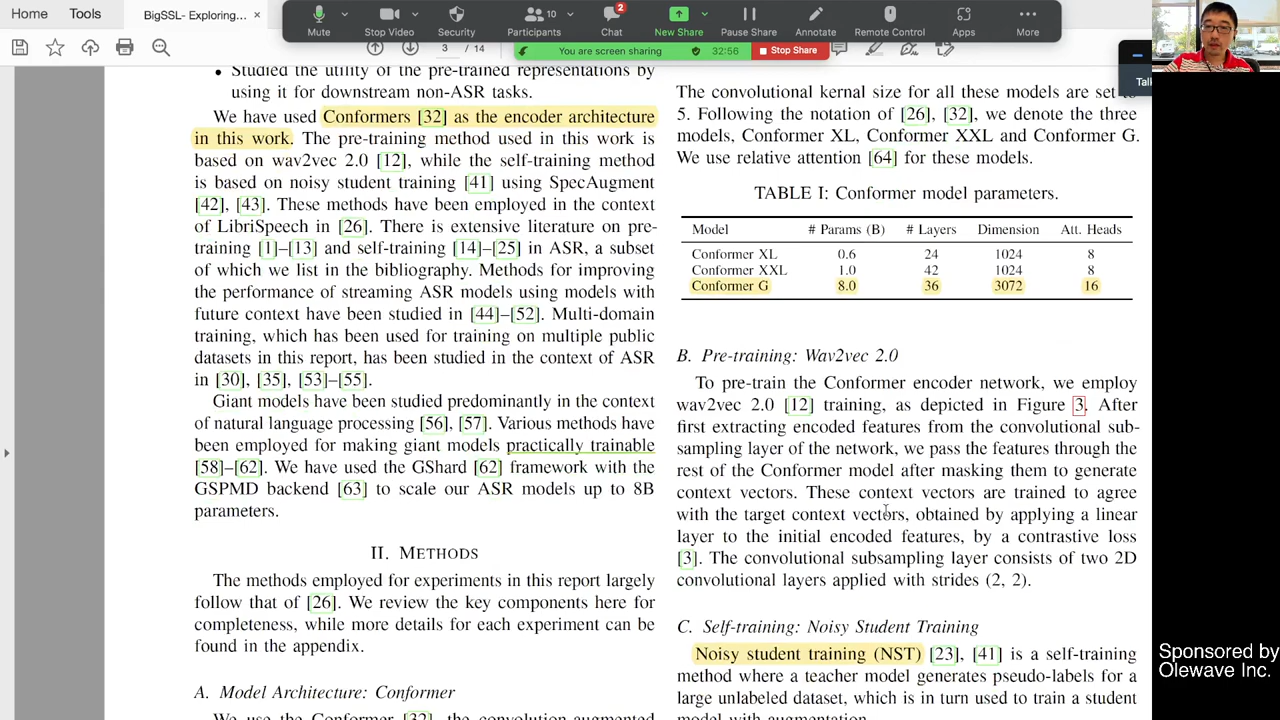 Home
Tools
BigSSL- Exploring...
×
Mute
Stop Video
Security
10
Participants
2
Chat
New Share
Pause Share
Annotate
Remote Control
Apps
More
3 / 14
You are screen sharing
32:56
Stop Share
• Studied the utility of the pre-trained representations by
using it for downstream non-ASR tasks.
We have used Conformers [32] as the encoder architecture
in this work. The pre-training method used in this work is
based on wav2vec 2.0 [12], while the self-training method
is based on noisy student training [41] using SpecAugment
[42], [43]. These methods have been employed in the context
of LibriSpeech in [26]. There is extensive literature on pre-
training [1]–[13] and self-training [14]–[25] in ASR, a subset
of which we list in the bibliography. Methods for improving
the performance of streaming ASR models using models with
future context have been studied in [44]–[52]. Multi-domain
training, which has been used for training on multiple public
datasets in this report, has been studied in the context of ASR
in [30], [35], [53]–[55].
Giant models have been studied predominantly in the context
of natural language processing [56], [57]. Various methods have
been employed for making giant models practically trainable
[58]–[62]. We have used the GShard [62] framework with the
GSPMD backend [63] to scale our ASR models up to 8B
parameters.
II. METHODS
The methods employed for experiments in this report largely
follow that of [26]. We review the key components here for
completeness, while more details for each experiment can be
found in the appendix.
A. Model Architecture: Conformer
We use the Conformer [32], the convolution-augmented
The convolutional kernel size for all these models are set to
5. Following the notation of [26], [32], we denote the three
models, Conformer XL, Conformer XXL and Conformer G.
We use relative attention [64] for these models.
TABLE I: Conformer model parameters.
Model # Params (B) # Layers Dimension Att. Heads
Conformer XL 0.6 24 1024 8
Conformer XXL 1.0 42 1024 8
Conformer G 8.0 36 3072 16
B. Pre-training: Wav2vec 2.0
To pre-train the Conformer encoder network, we employ
wav2vec 2.0 [12] training, as depicted in Figure 3. After
first extracting encoded features from the convolutional sub-
sampling layer of the network, we pass the features through the
rest of the Conformer model after masking them to generate
context vectors. These context vectors are trained to agree
with the target context vectors, obtained by applying a linear
layer to the initial encoded features, by a contrastive loss
[3]. The convolutional subsampling layer consists of two 2D
convolutional layers applied with strides (2, 2).
C. Self-training: Noisy Student Training
Noisy student training (NST) [23], [41] is a self-training
method where a teacher model generates pseudo-labels for a
large unlabeled dataset, which is in turn used to train a student
model with augmentation.
Talk
Sponsored by
Olewave Inc.